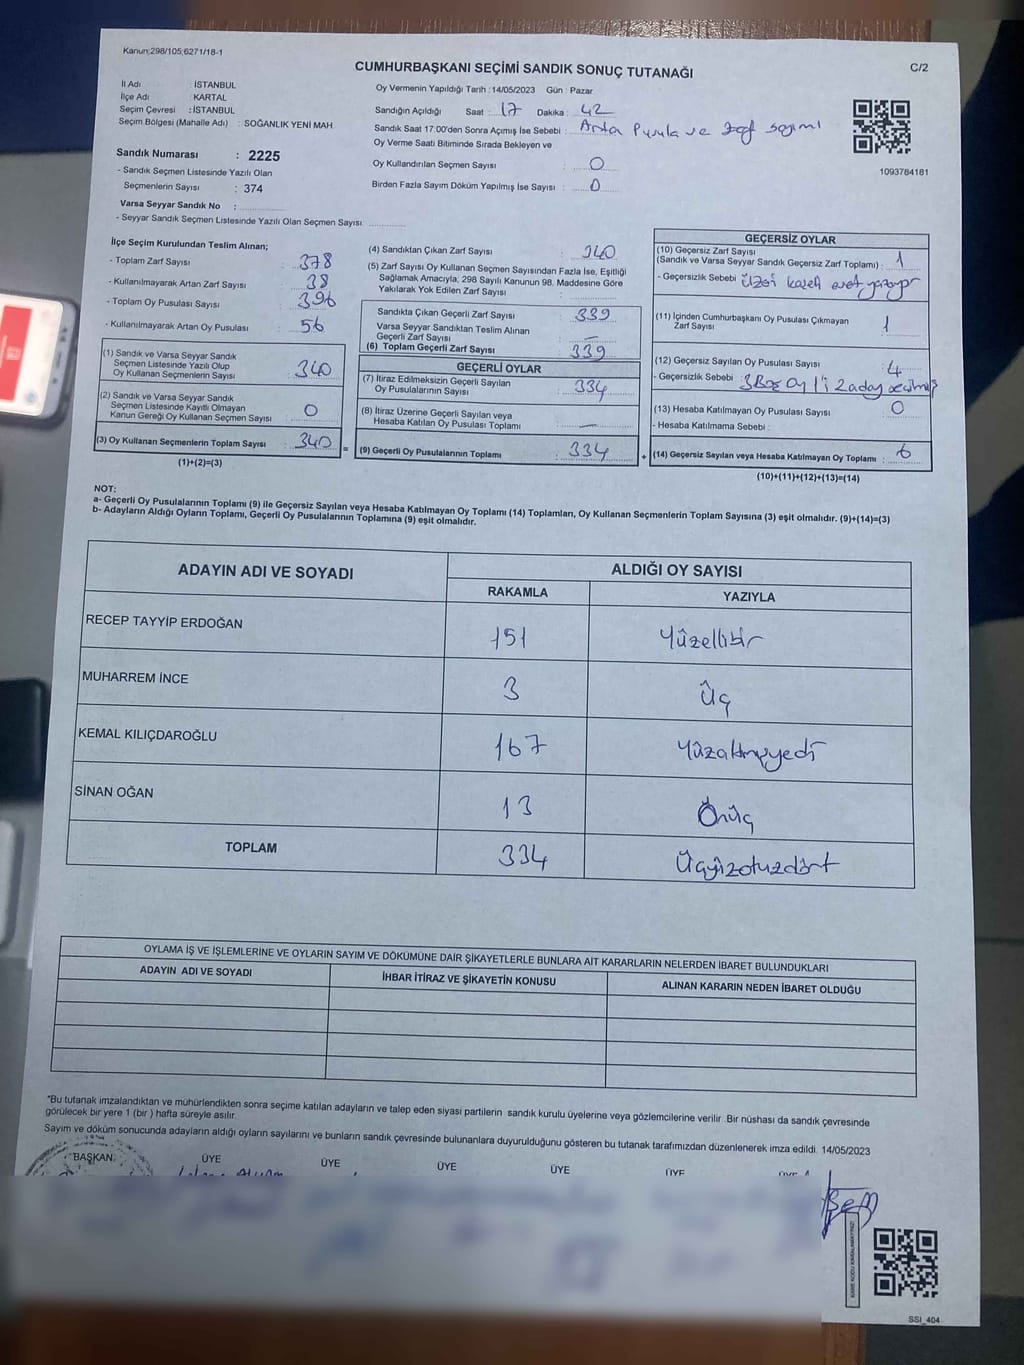 Kanun:298/105;6271/18-1
C/2
CUMHURBAŞKANI SEÇİMİ SANDIK SONUÇ TUTANAĞI
İl Adı : İSTANBUL
İlçe Adı : KARTAL
Seçim Çevresi : İSTANBUL
Seçim Bölgesi (Mahalle Adı) : SOĞANLIK YENİ MAH.
Sandık Numarası : 2225
- Sandık Seçmen Listesinde Yazılı Olan
Seçmenlerin Sayısı : 374
Varsa Seyyar Sandık No :
- Seyyar Sandık Seçmen Listesinde Yazılı Olan Seçmen Sayısı:
Oy Vermenin Yapıldığı Tarih : 14/05/2023 Gün : Pazar
Sandığın Açıldığı Saat : 17 Dakika : 42
Sandık Saat 17:00'den Sonra Açımış İse Sebebi : Artan Pusula ve Zarf sayımı
Oy Verme Saati Bitiminde Sırada Bekleyen ve
Oy Kullandırılan Seçmen Sayısı : 0
Birden Fazla Sayım Döküm Yapılmış İse Sayısı : 0
1093784181
İlçe Seçim Kurulundan Teslim Alınan;
- Toplam Zarf Sayısı : 378
- Kullanılmayarak Artan Zarf Sayısı : 38
- Toplam Oy Pusulası Sayısı : 396
- Kullanılmayarak Artan Oy Pusulası : 56
(1) Sandık ve Varsa Seyyar Sandık
Seçmen Listesinde Yazılı Olup
Oy Kullanan Seçmenlerin Sayısı : 340
(2) Sandık ve Varsa Seyyar Sandık
Seçmen Listesinde Kayıtlı Olmayan
Kanun Gereği Oy Kullanan Seçmen Sayısı : 0
(3) Oy Kullanan Seçmenlerin Toplam Sayısı : 340 =
(1)+(2)=(3)
(4) Sandıktan Çıkan Zarf Sayısı : 340
(5) Zarf Sayısı Oy Kullanan Seçmen Sayısından Fazla İse, Eşitliği
Sağlamak Amacıyla; 298 Sayılı Kanunun 98. Maddesine Göre
Yakılarak Yok Edilen Zarf Sayısı :
Sandıkta Çıkan Geçerli Zarf Sayısı : 339
Varsa Seyyar Sandıktan Teslim Alınan
Geçerli Zarf Sayısı : —
(6) Toplam Geçerli Zarf Sayısı : 339
GEÇERLİ OYLAR
(7) İtiraz Edilmeksizin Geçerli Sayılan
Oy Pusulalarının Sayısı : 334
(8) İtiraz Üzerine Geçerli Sayılan veya
Hesaba Katılan Oy Pusulası Toplamı : —
(9) Geçerli Oy Pusulalarının Toplamı : 334 +
GEÇERSİZ OYLAR
(10) Geçersiz Zarf Sayısı
(Sandık ve Varsa Seyyar Sandık Geçersiz Zarf Toplamı) : 1
- Geçersizlik Sebebi : Üzeri kaşeli evet yazıyor
(11) İçinden Cumhurbaşkanı Oy Pusulası Çıkmayan
Zarf Sayısı : 1
(12) Geçersiz Sayılan Oy Pusulası Sayısı : 4
- Geçersizlik Sebebi : 3 Boş Oy 1'i 2 aday seçilmiş
(13) Hesaba Katılmayan Oy Pusulası Sayısı : 0
- Hesaba Katılmama Sebebi :
(14) Geçersiz Sayılan veya Hesaba Katılmayan Oy Toplamı : 6
(10)+(11)+(12)+(13)=(14)
NOT:
a- Geçerli Oy Pusulalarının Toplamı (9) ile Geçersiz Sayılan veya Hesaba Katılmayan Oy Toplamı (14) Toplamları, Oy Kullanan Seçmenlerin Toplam Sayısına (3) eşit olmalıdır. (9)+(14)=(3)
b- Adayların Aldığı Oyların Toplamı, Geçerli Oy Pusulalarının Toplamına (9) eşit olmalıdır.
ADAYIN ADI VE SOYADI ALDIĞI OY SAYISI
RAKAMLA YAZIYLA
RECEP TAYYİP ERDOĞAN 151 Yüzellibir
MUHARREM İNCE 3 Üç
KEMAL KILIÇDAROĞLU 167 Yüzaltmışyedi
SİNAN OĞAN 13 Onüç
TOPLAM 334 Üçyüzotuzdört
OYLAMA İŞ VE İŞLEMLERİNE VE OYLARIN SAYIM VE DÖKÜMÜNE DAİR ŞİKAYETLERLE BUNLARA AİT KARARLARIN NELERDEN İBARET BULUNDUKLARI
ADAYIN ADI VE SOYADI İHBAR İTİRAZ VE ŞİKAYETİN KONUSU ALINAN KARARIN NEDEN İBARET OLDUĞU
*Bu tutanak imzalandıktan ve mühürlendikten sonra seçime katılan adayların ve talep eden siyasi partilerin sandık kurulu üyelerine veya gözlemcilerine verilir. Bir nüshası da sandık çevresinde
görülecek bir yere 1 (bir ) hafta süreyle asılır.
Sayım ve döküm sonucunda adayların aldığı oyların sayılarını ve bunların sandık çevresinde bulunanlara duyurulduğunu gösteren bu tutanak tarafımızdan düzenlenerek imza edildi. 14/05/2023
BAŞKAN ÜYE ÜYE ÜYE ÜYE ÜYE
SSI_404